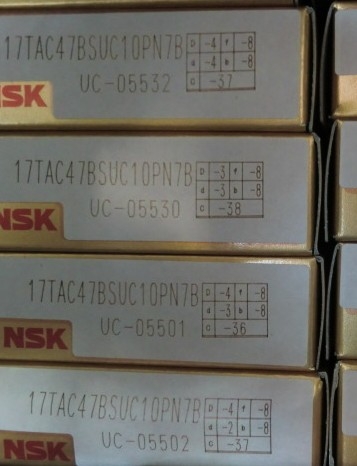 17TAC47BSUC10PN7B D -4 f -8
d -4 b -8
UC-05532 C -37
NSK
17TAC47BSUC10PN7B D -3 f -8
d -3 b -8
UC-05530 C -38
NSK
17TAC47BSUC10PN7B D -4 f -8
d -3 b -8
UC-05501 C -36
NSK
17TAC47BSUC10PN7B D -4 f -8
d -2 b -8
UC-05502 C -37
NSK